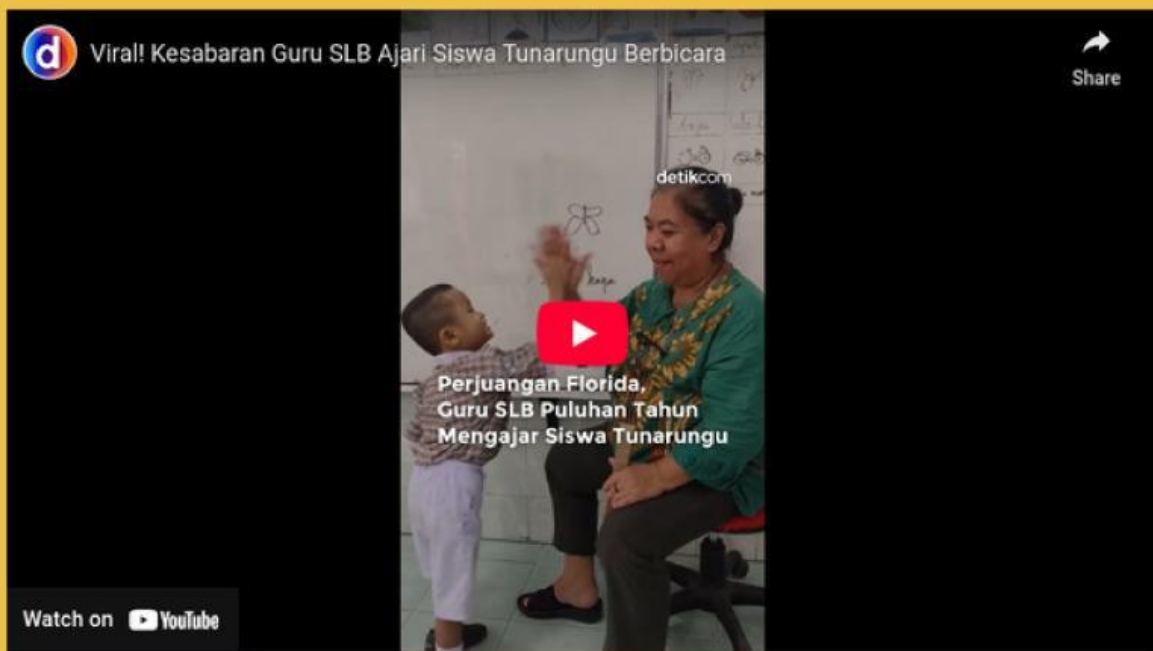 d
Viral! Kesabaran Guru SLB Ajari Siswa Tunarungu Berbicara
Share
detikcom
Perjuangan Florida,
Guru SLB Puluhan Tahun
Mengajar Siswa Tunarungu
Watch on YouTube